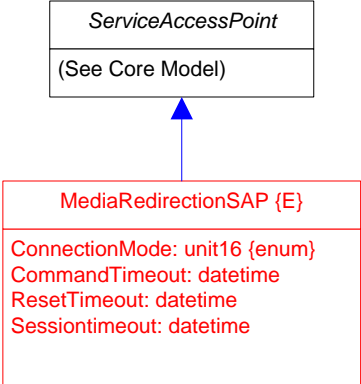 ServiceAccessPoint
(See Core Model)
MediaRedirectionSAP {E}
ConnectionMode: unit16 {enum}
CommandTimeout: datetime
ResetTimeout: datetime
Sessiontimeout: datetime